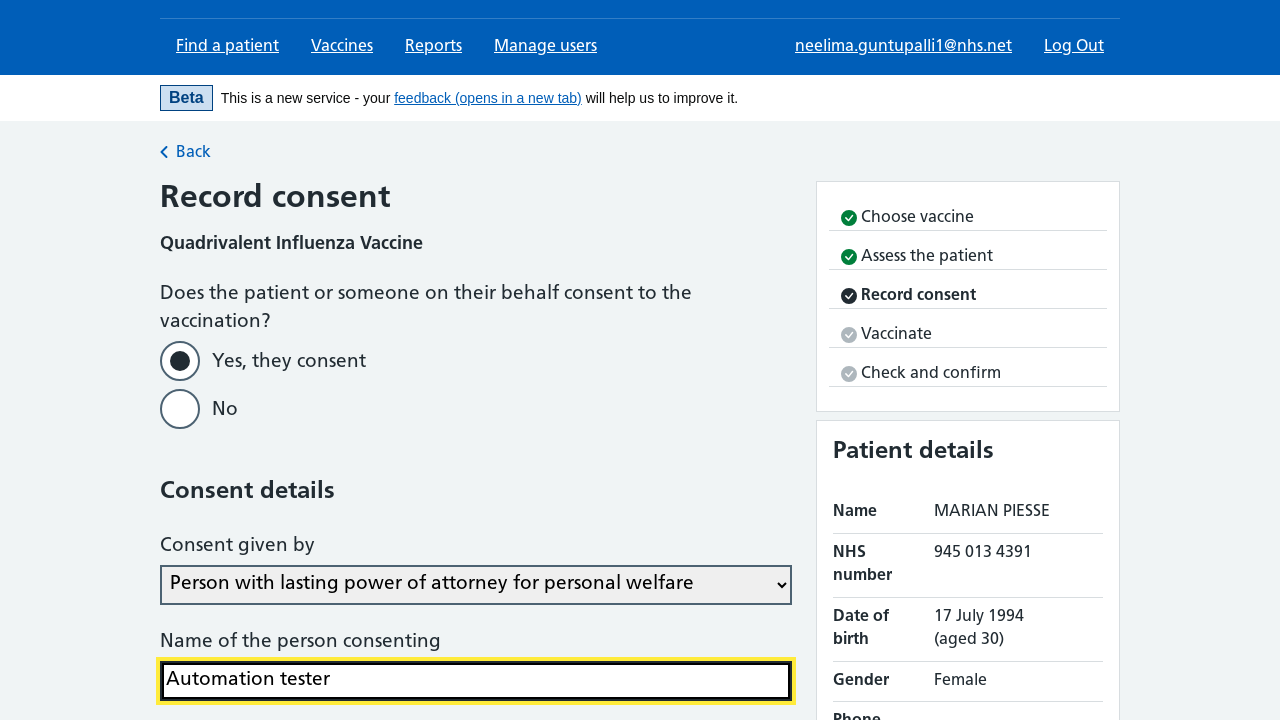 Find a patient
Vaccines
Reports
Manage users
neelima.guntupalli1@nhs.net
Log Out
Beta
This is a new service - your feedback (opens in a new tab) will help us to improve it.
Back
Record consent
Quadrivalent Influenza Vaccine
Does the patient or someone on their behalf consent to the
vaccination?
Yes, they consent
No
Consent details
Consent given by
Person with lasting power of attorney for personal welfare
Name of the person consenting
Automation tester
Choose vaccine
Assess the patient
Record consent
Vaccinate
Check and confirm
Patient details
Name MARIAN PIESSE
NHS number 945 013 4391
Date of birth 17 July 1994 (aged 30)
Gender Female
Phone